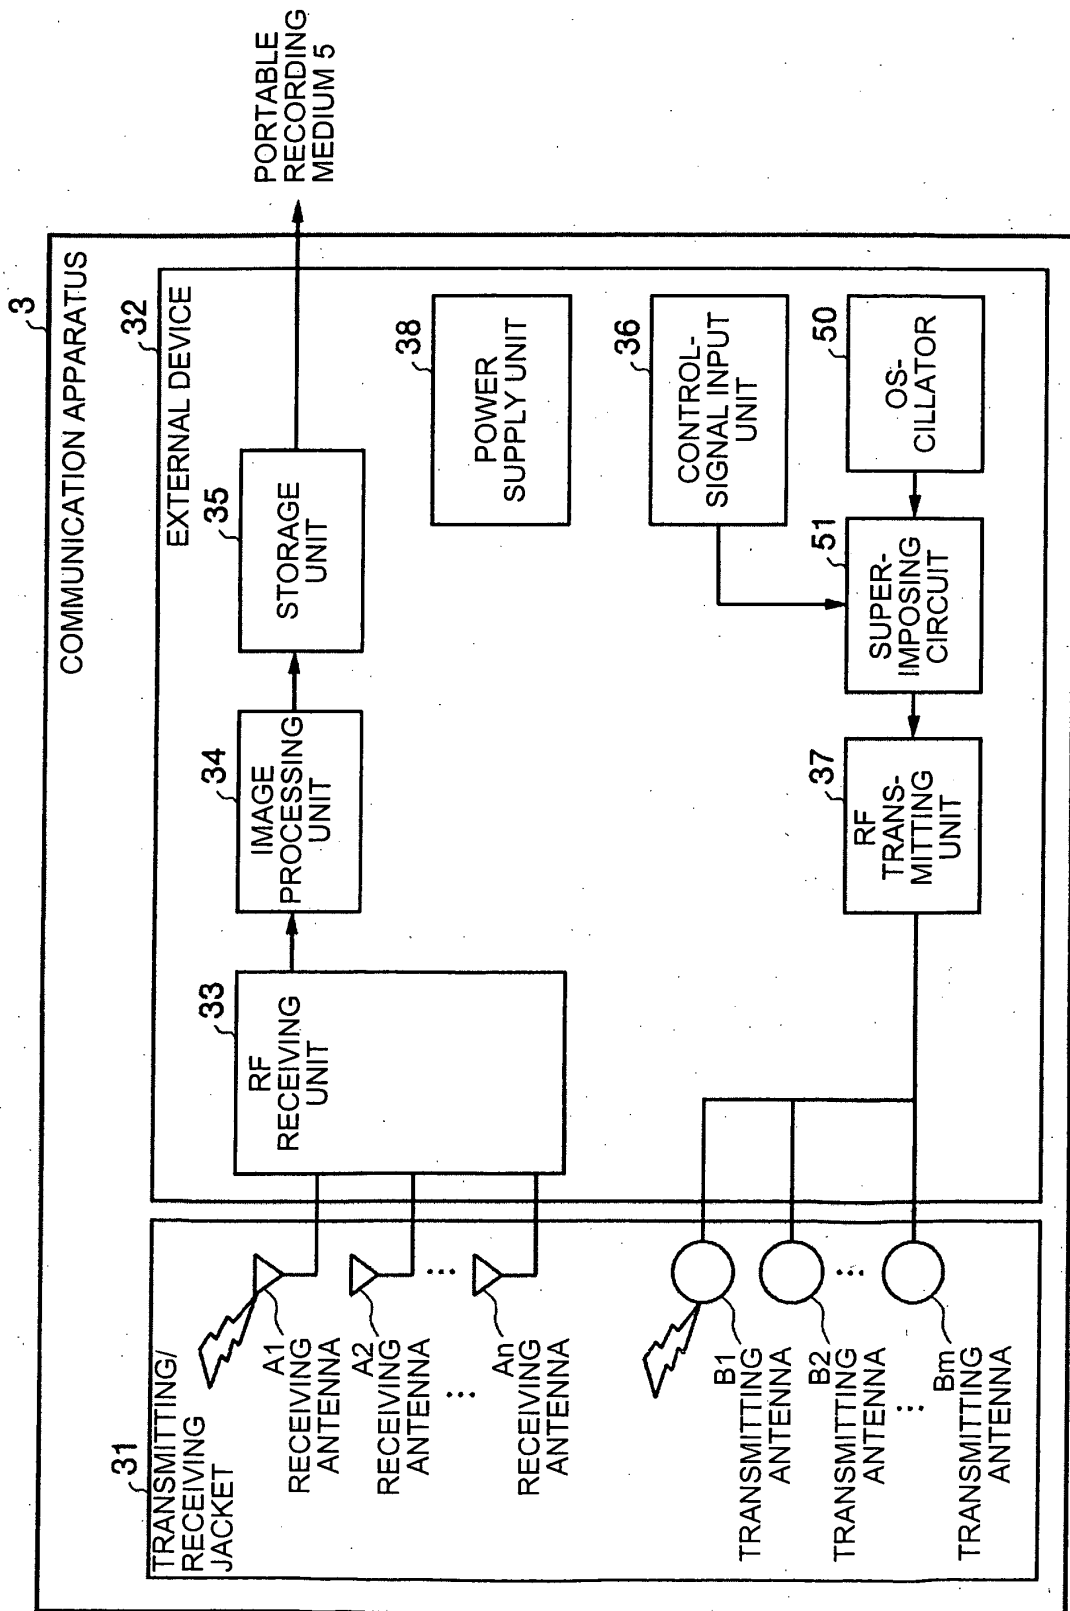 3
COMMUNICATION APPARATUS
31
TRANSMITTING/
RECEIVING
JACKET
A1
RECEIVING
ANTENNA
A2
RECEIVING
ANTENNA
An
RECEIVING
ANTENNA
B1
TRANSMITTING
ANTENNA
B2
TRANSMITTING
ANTENNA
Bm
TRANSMITTING
ANTENNA
32
EXTERNAL DEVICE
33
RF
RECEIVING
UNIT
34
IMAGE
PROCESSING
UNIT
35
STORAGE
UNIT
PORTABLE
RECORDING
MEDIUM 5
38
POWER
SUPPLY UNIT
36
CONTROL-
SIGNAL INPUT
UNIT
37
RF
TRANS-
MITTING
UNIT
51
SUPER-
IMPOSING
CIRCUIT
50
OS-
CILLATOR